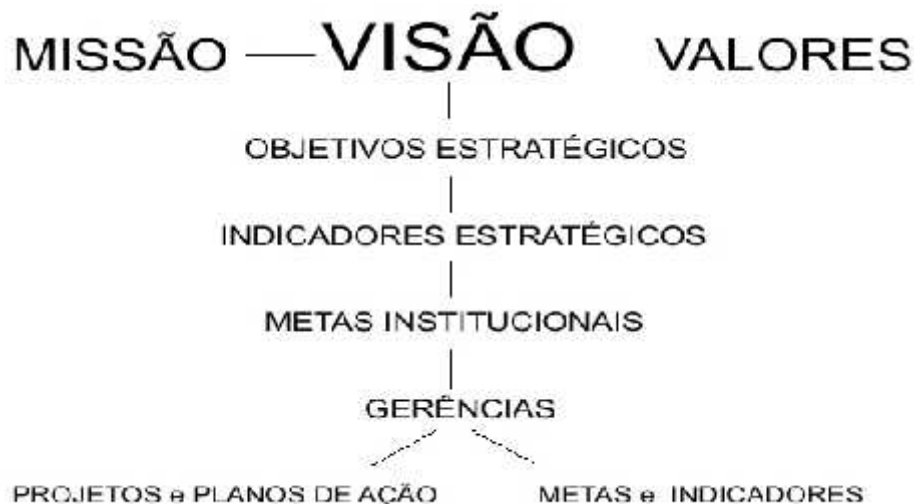 MISSÃO VISÃO VALORES
OBJETIVOS ESTRATÉGICOS
INDICADORES ESTRATÉGICOS
METAS INSTITUCIONAIS
GERÊNCIAS
PROJETOS e PLANOS DE AÇÃO METAS e INDICADORES